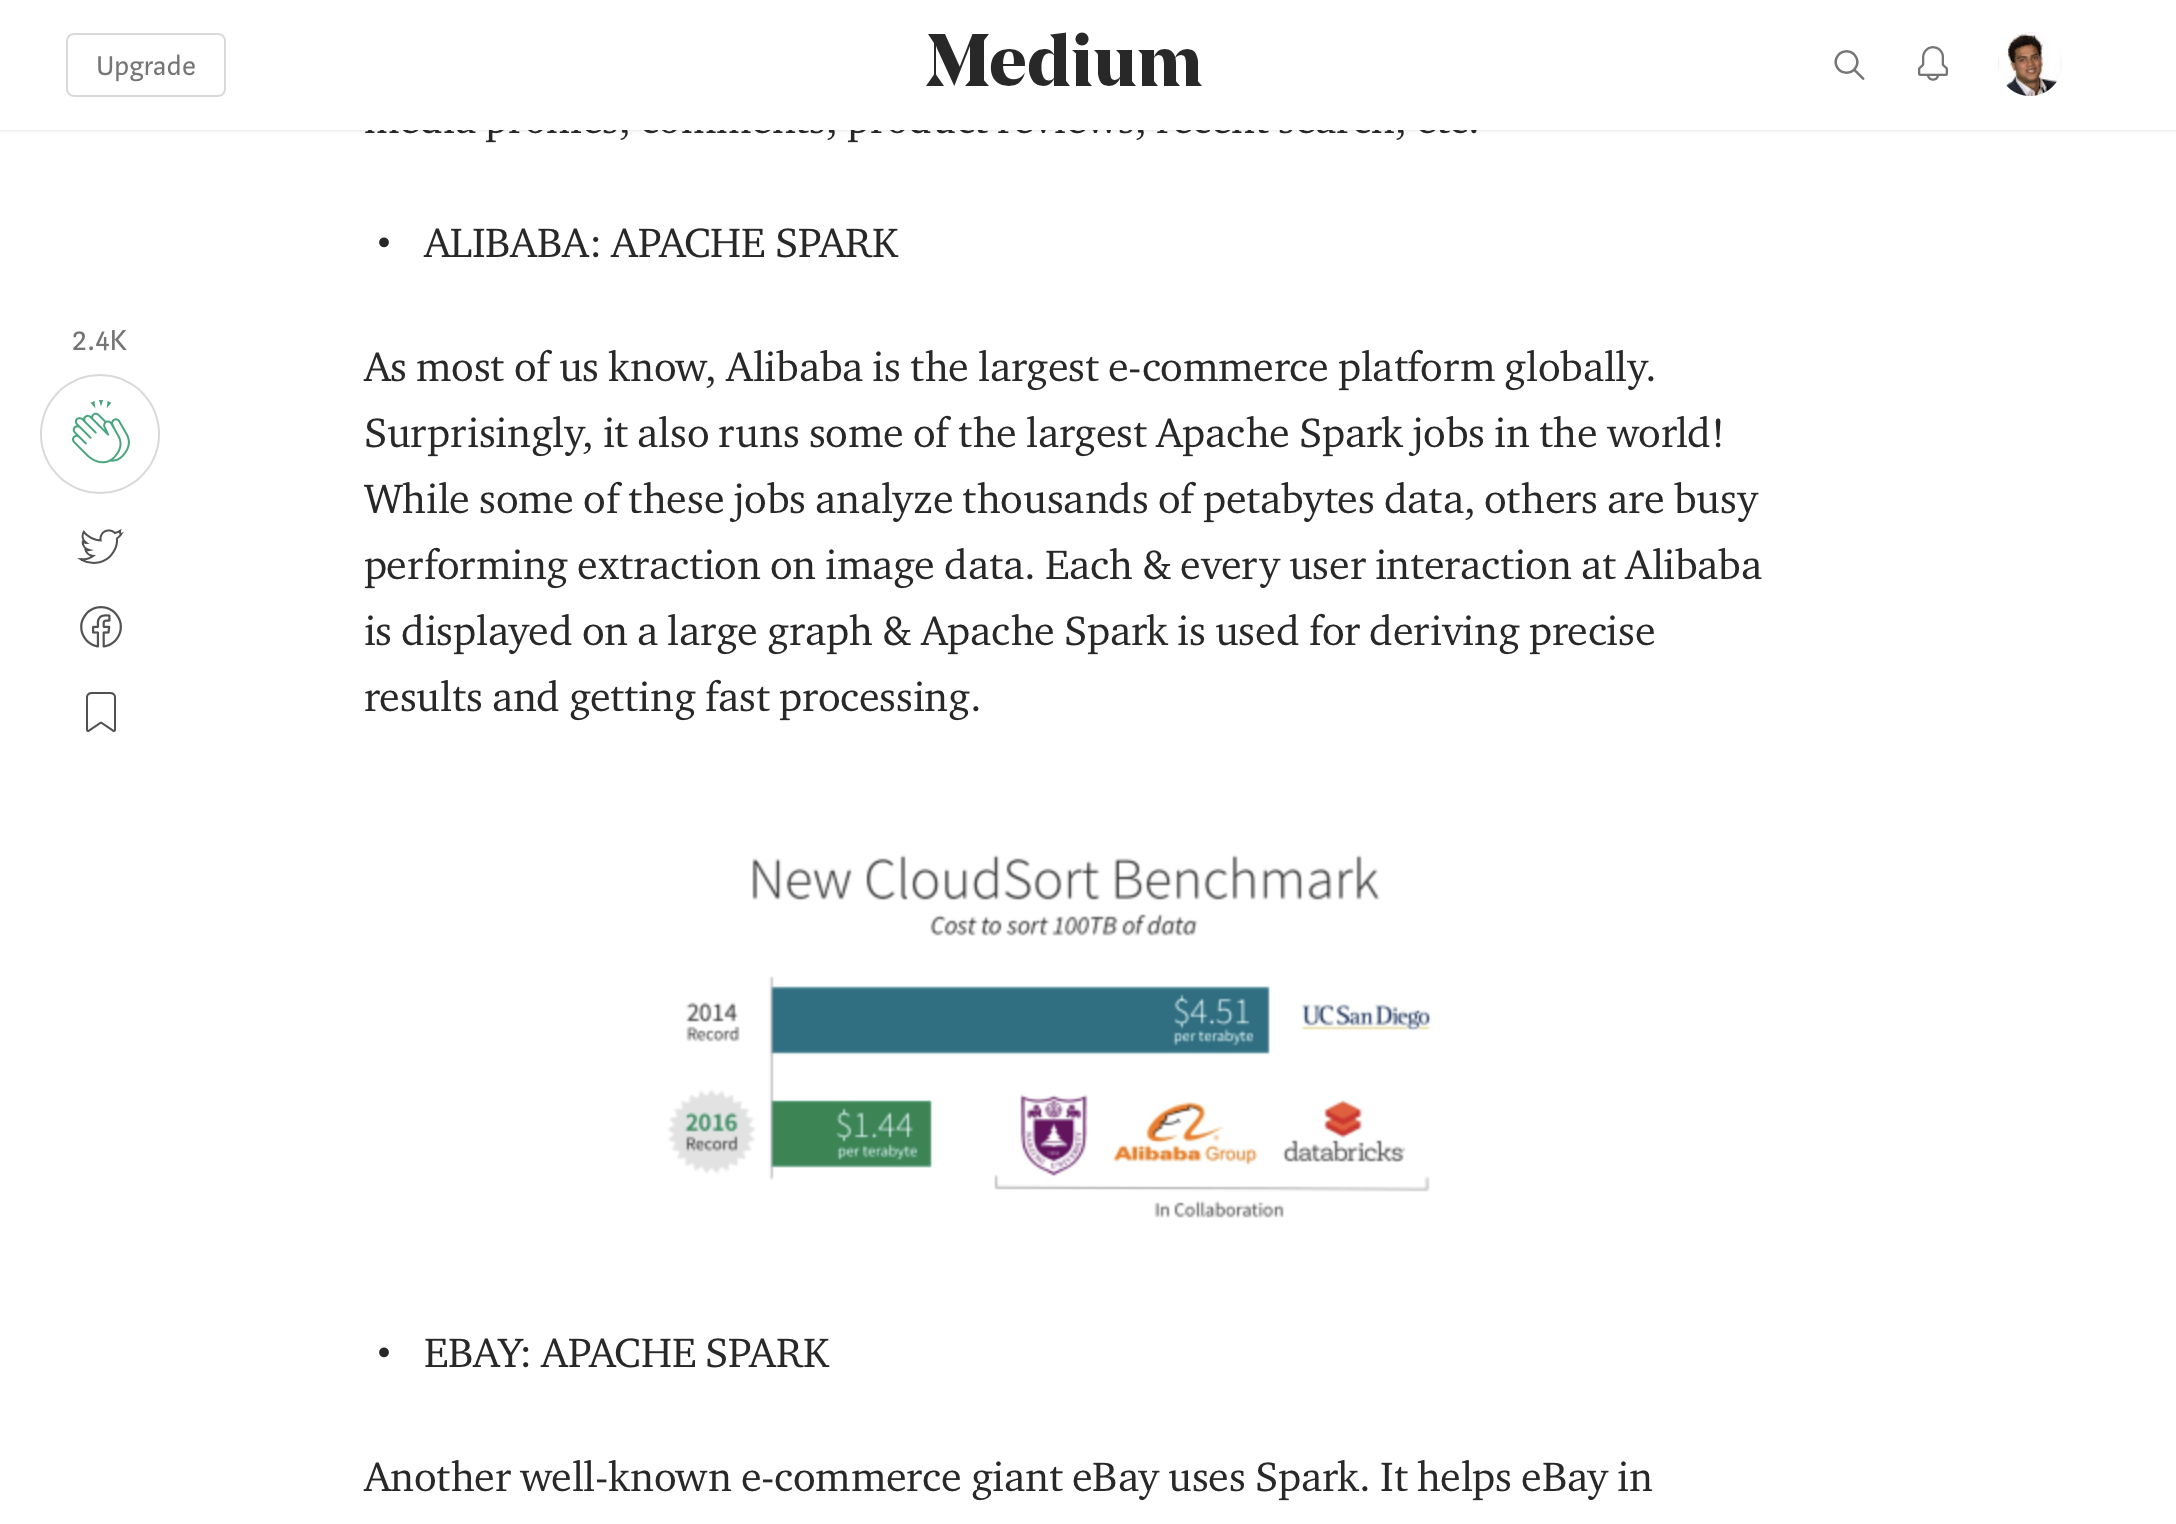 Upgrade
Medium
media profiles, comments, product reviews, recent search, etc.
• ALIBABA: APACHE SPARK
2.4K
As most of us know, Alibaba is the largest e-commerce platform globally.
Surprisingly, it also runs some of the largest Apache Spark jobs in the world!
While some of these jobs analyze thousands of petabytes data, others are busy
performing extraction on image data. Each & every user interaction at Alibaba
is displayed on a large graph & Apache Spark is used for deriving precise
results and getting fast processing.
New CloudSort Benchmark
Cost to sort 100TB of data
2014
Record
$4.51
per terabyte
UC San Diego
2016
Record
$1.44
per terabyte
Alibaba Group
databricks
In Collaboration
• EBAY: APACHE SPARK
Another well-known e-commerce giant eBay uses Spark. It helps eBay in